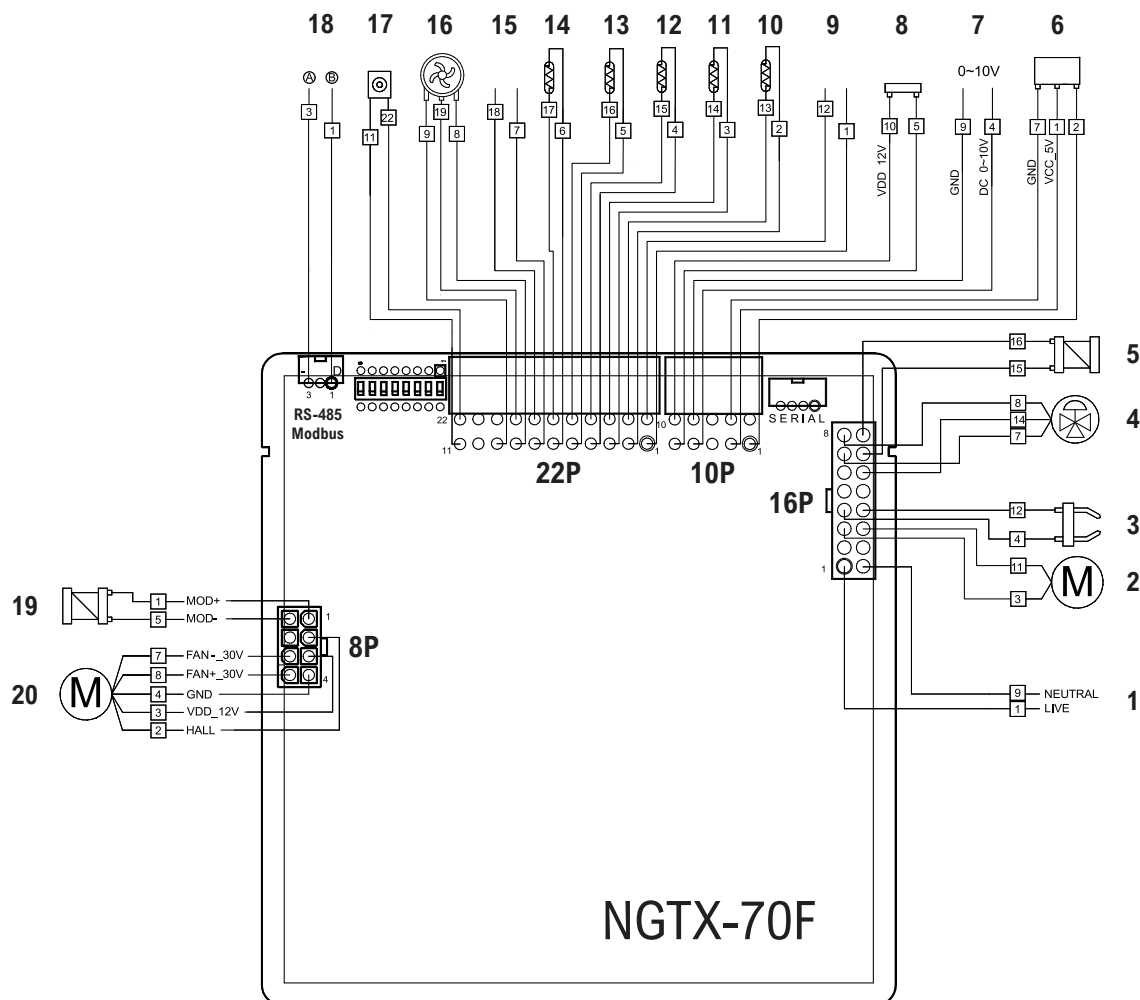 18 17 16 15 14 13 12 11 10 9 8 7 6
A B
0~10V
3 1
11 22
9 19 8
18 7
17 6
16 5
15 4
14 3
13 2
12 1
10 5
VDD 12V
9 4
GND
DC 0~10V
7 1 2
GND
VCC_5V
16
15
5
8
14
7
4
12
4
3
11
3
M
2
9 NEUTRAL
1 LIVE
1
3 1
RS-485
Modbus
22
11
10
1
1
22P
10P
SERIAL
8
1
16P
19
1 MOD+
5 MOD-
1
4
8P
20
M
7 FAN-_30V
8 FAN+_30V
4 GND
3 VDD_12V
2 HALL
NGTX-70F